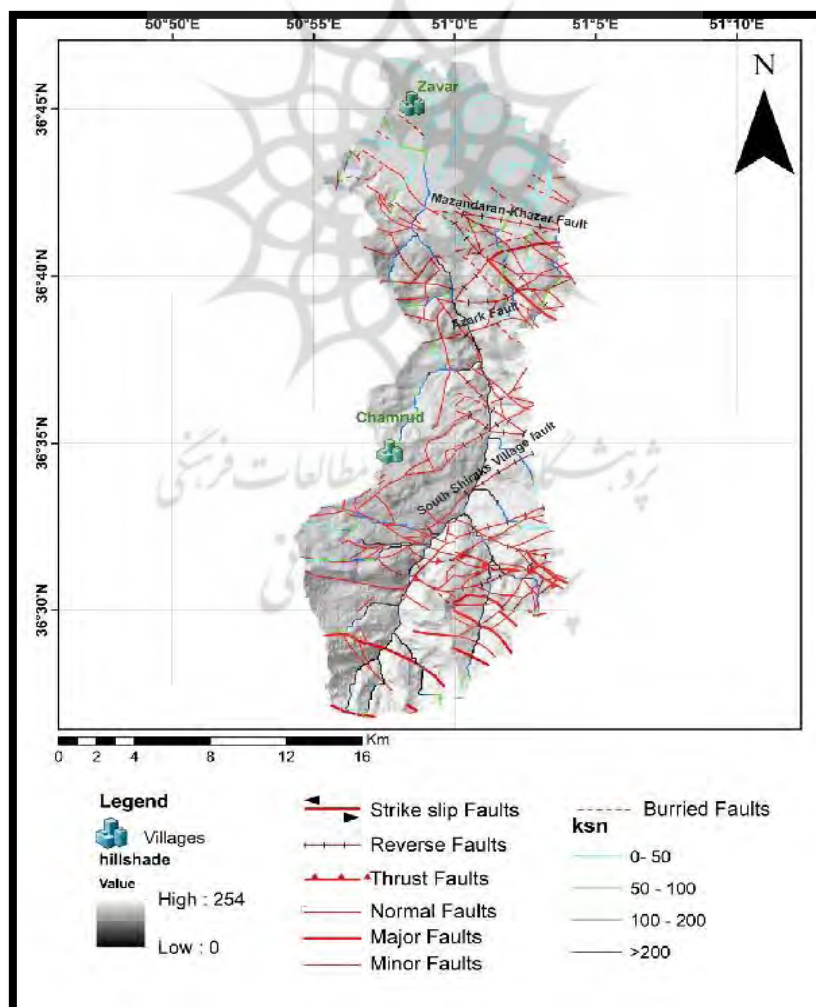 50°50'E 50°55'E 51°0'E 51°5'E 51°10'E
N
Zavar
36°45'N
Mazandaran-Khazar Fault
36°40'N
Azark Fault
Chamrud
36°35'N
South Shiraks Village fault
پژوهشگاه مطالعات فرهنگی
36°30'N
0 2 4 8 12 16 Km
Legend
Villages
hillshade
Value
High : 254
Low : 0
Strike slip Faults
Reverse Faults
Thrust Faults
Normal Faults
Major Faults
Minor Faults
Burried Faults
ksn
0- 50
50 - 100
100 - 200
>200